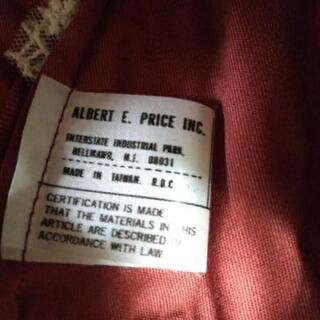 ALBERT E. PRICE INC.
INTERSTATE INDUSTRIAL PARK
BELLMAWR, N.J. 08031
MADE IN TAIWAN. R.O.C.
CERTIFICATION IS MADE
THAT THE MATERIALS IN THIS
ARTICLE ARE DESCRIBED IN
ACCORDANCE WITH LAW